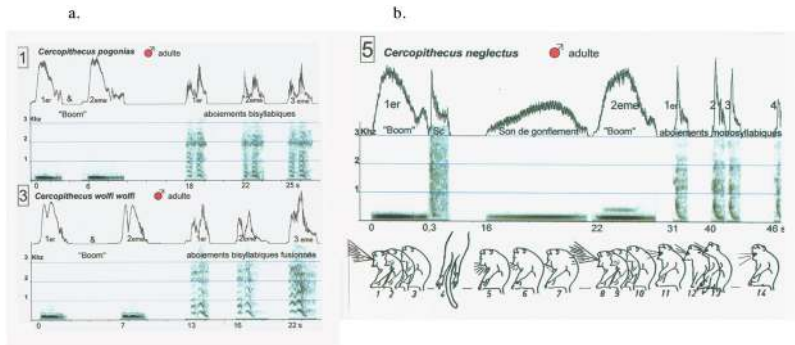 a.
b.
1
Cercopithecus pogonias ♂ adulte
1er & 2eme
1er 2eme 3 eme
3 Khz "Boom" aboiements bisyllabiques
2
1
0 6 18 22 25 s
3
Cercopithecus wolfi wolfi ♂ adulte
1er & 2eme
1er 2eme 3 eme
3 Khz "Boom" aboiements bisyllabiques fusionnés
2
1
0 7 13 16 22 s
5
Cercopithecus neglectus ♂ adulte
1er 2eme 1er 2 3 4
3 Khz "Boom" Sc Son de gonflement "Boom" aboiements monosyllabiques
2
1
0 0,3 16 22 31 40 46 s
1 2 3 4 5 6 7 8 9 10 11 12 13 14